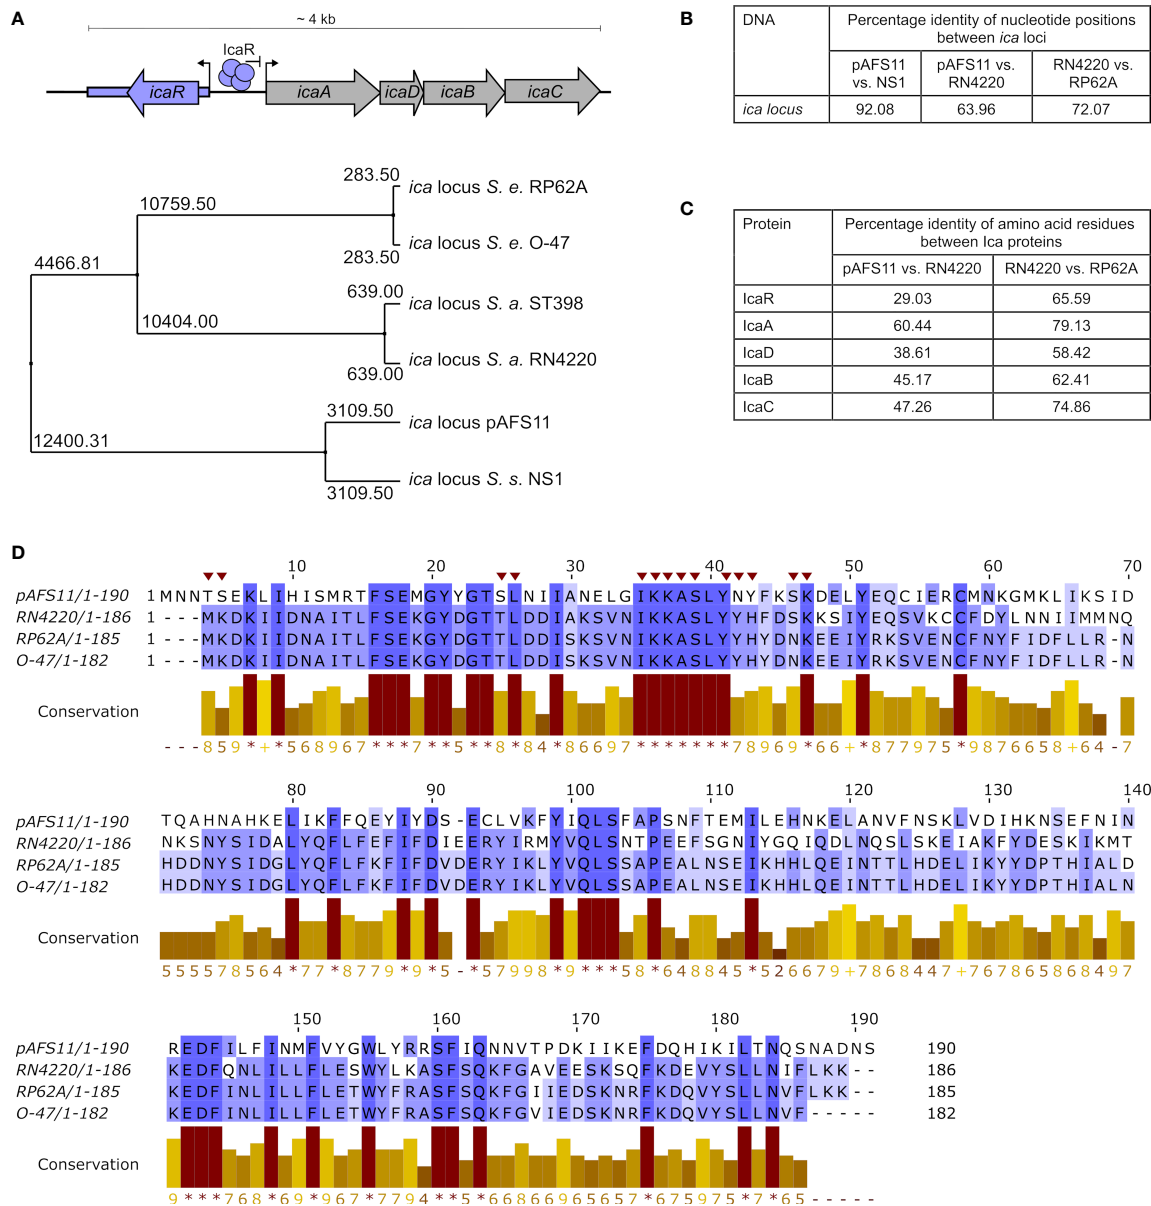 A
~ 4 kb
IcaR
icaR
icaA
icaD
icaB
icaC
283.50
ica locus S. e. RP62A
10759.50
ica locus S. e. O-47
283.50
4466.81
639.00
ica locus S. a. ST398
10404.00
ica locus S. a. RN4220
639.00
3109.50
ica locus pAFS11
12400.31
ica locus S. s. NS1
3109.50
B
DNA
Percentage identity of nucleotide positions between ica loci
pAFS11 vs. NS1
pAFS11 vs. RN4220
RN4220 vs. RP62A
ica locus 92.08 63.96 72.07
C
Protein
Percentage identity of amino acid residues between Ica proteins
pAFS11 vs. RN4220 RN4220 vs. RP62A
IcaR 29.03 65.59
IcaA 60.44 79.13
IcaD 38.61 58.42
IcaB 45.17 62.41
IcaC 47.26 74.86
D
10 20 30 40 50 60 70
pAFS11/1-190 1 MNNTSEKLIHISMRTFSEMGYYGTSLNIIANELGIKKASLYNYFKSKDELYEQCIERCMNKGMKLIKSID
RN4220/1-186 1 ---MKDKIIDNAITLFSEKGYDGTTLDDIAKSVNIKKASLYYHFDSKKSIYEQSVKCCFDYLNNIIMMNQ
RP62A/1-185 1 ---MKDKIIDNAITLFSEKGYDGTTLDDISKSVNIKKASLYYHYDNKEEIYRKSVENCFNYFIDFLLR-N
O-47/1-182 1 ---MKDKIIDNAITLFSEKGYDGTTLDDISKSVNIKKASLYYHYDNKEEIYRKSVENCFNYFIDFLLR-N
Conservation
---859*+*568967***7**5**8*84*86697*******78969*66+*877975*9876658+64-7
80 90 100 110 120 130 140
pAFS11/1-190 TQAHNAHKELIKFFQEYIYDS-ECLVKFYIQLSFAPSNFTEMILEHNKELANVFNSKLVDIHKNSEFNIN
RN4220/1-186 NKSNYSIDALYQFLFEFIFDIEERYIRMYVQLSNTPEEFSGNIYGQIQDLNQSLSKEIAKFYDESKIKMT
RP62A/1-185 HDDNYSIDGLYQFLFKFIFDVDERYIKLYVQLSSAPEALNSEIKHHLQEINTTLHDELIKYYDPTHIALD
O-47/1-182 HDDNYSIDGLYQFLFKFIFDVDERYIKLYVQLSSAPEALNSEIKHHLQEINTTLHDELIKYYDPTHIALN
Conservation
555578564*77*8779*9*5-*57998*9***58*648845*526679+7868447+767865868497
150 160 170 180 190
pAFS11/1-190 REDFILFINMFVYGWLYRRSFIQNNVTPDKIIKEFDQHIKILTNQSNADNS 190
RN4220/1-186 KEDFQNLILLFLESWYLKASFSQKFGAVEESKSQFKDEVYSLLNIFLKK-- 186
RP62A/1-185 KEDFINLILLFLETWYFRASFSQKFGIIEDSKNRFKDQVYSLLNVFLKK-- 185
O-47/1-182 KEDFINLILLFLETWYFRASFSQKFGVIEDSKNRFKDQVYSLLNVF----- 182
Conservation
9***768*69*967*7794**6*76668696565 7*675975*7*65-----